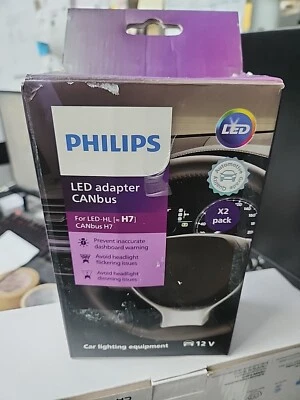 PHILIPS
LED
LED adapter
CANbus
For LED-HL [≈ H7]
CANbus H7
X2
pack
Prevent inaccurate
dashboard warning
Avoid headlight
flickering issues
Avoid headlight
dimming issues
Car lighting equipment
12 V